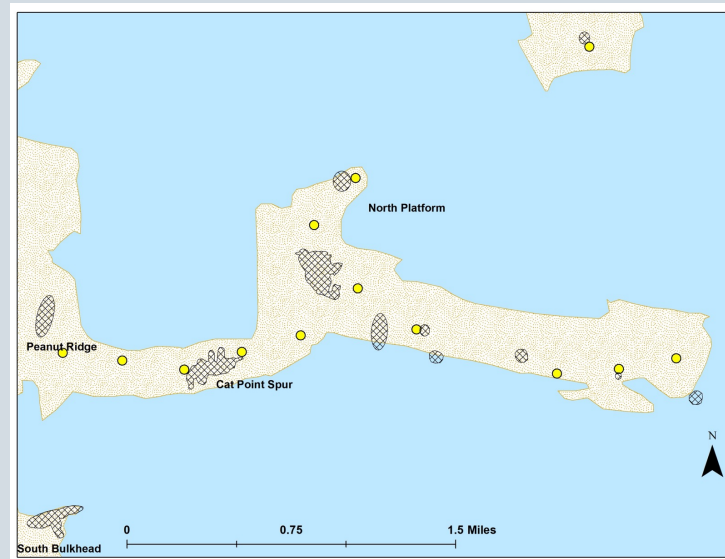 North Platform
Peanut Ridge
Cat Point Spur
N
0 0.75 1.5 Miles
South Bulkhead